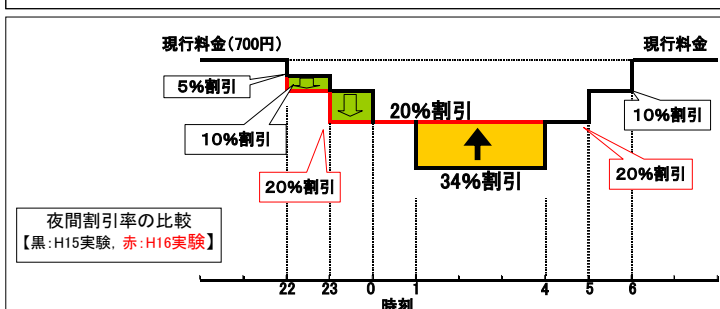 現行料金(700円)
現行料金
5%割引
10%割引
20%割引
10%割引
20%割引
34%割引
20%割引
夜間割引率の比較
【黒:H15実験, 赤:H16実験】
22 23 0 1 4 5 6
時刻